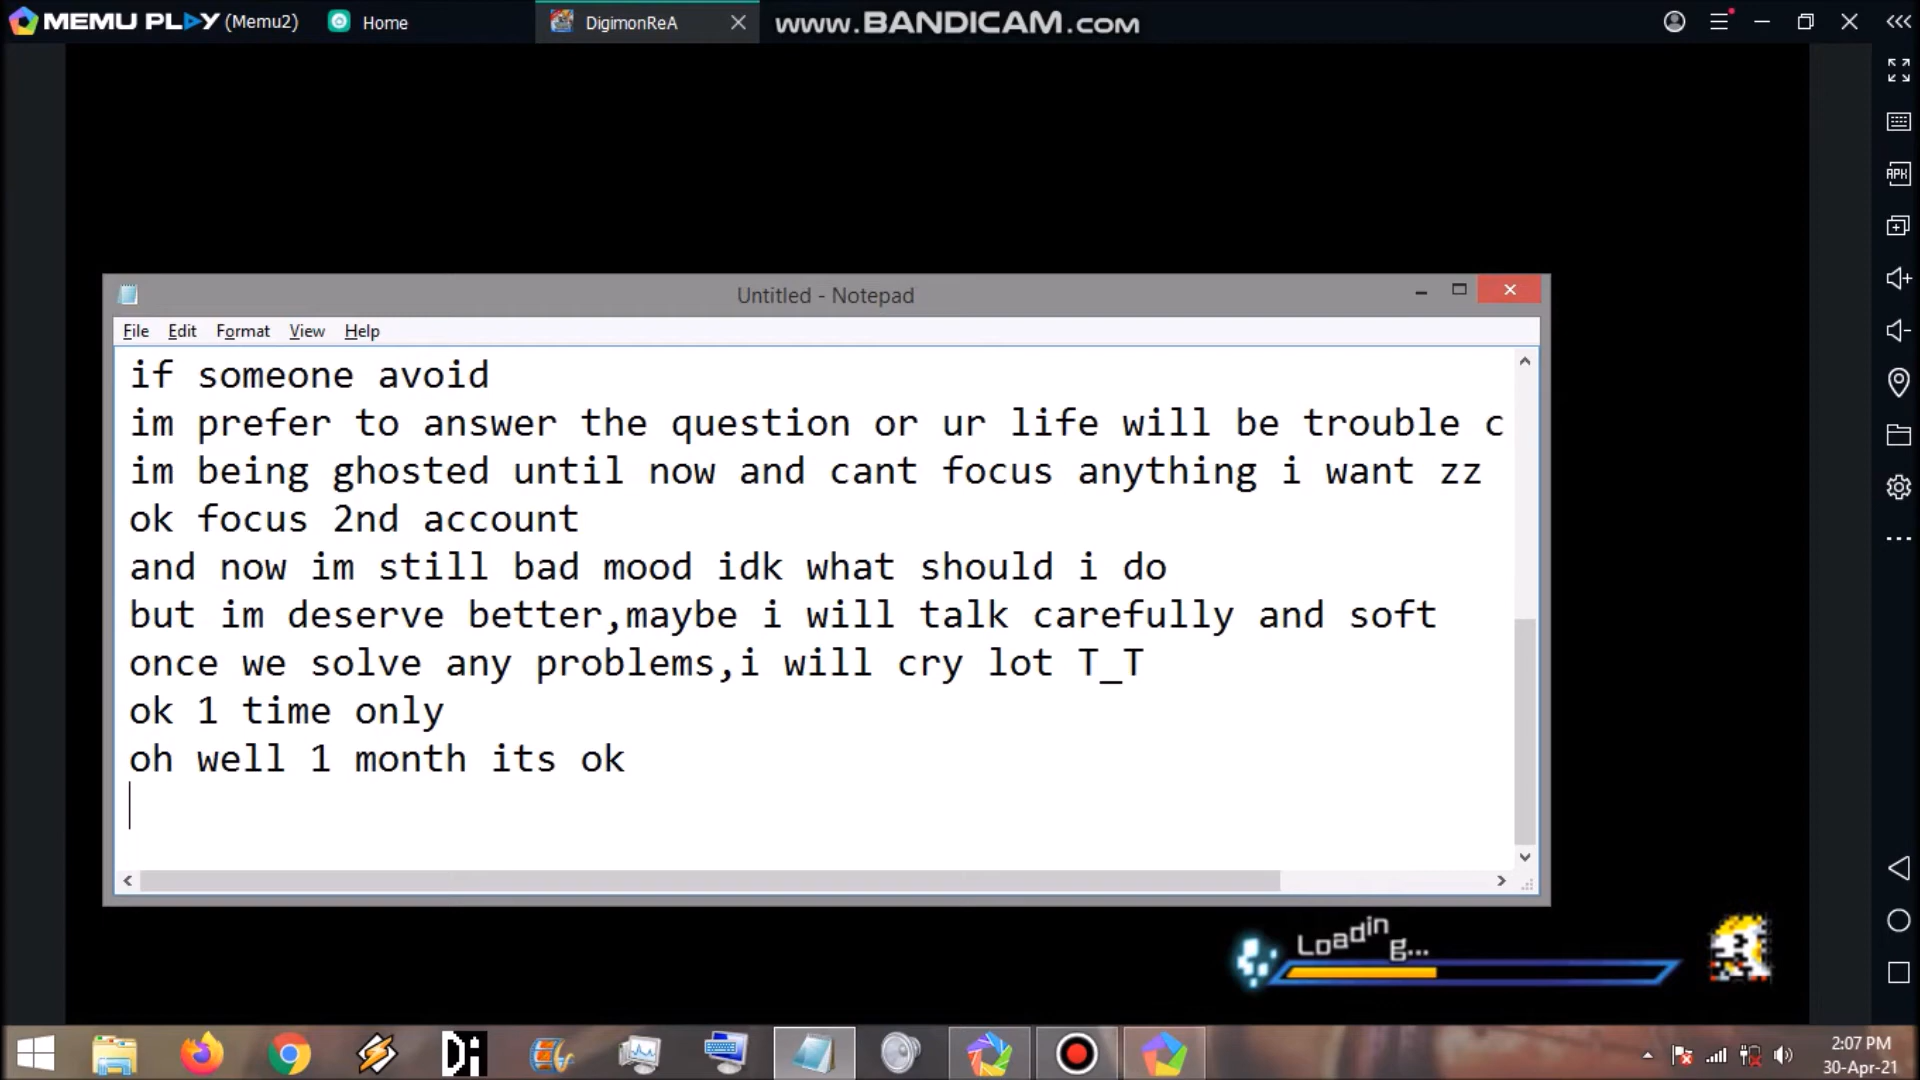 MEMU PLAY (Memu2)
Home
DigimonReA
www.BANDICAM.com
APK
Untitled - Notepad
File Edit Format View Help
if someone avoid
im prefer to answer the question or ur life will be trouble c
im being ghosted until now and cant focus anything i want zz
ok focus 2nd account
and now im still bad mood idk what should i do
but im deserve better,maybe i will talk carefully and soft
once we solve any problems,i will cry lot T_T
ok 1 time only
oh well 1 month its ok
Loading...
2:07 PM
30-Apr-21